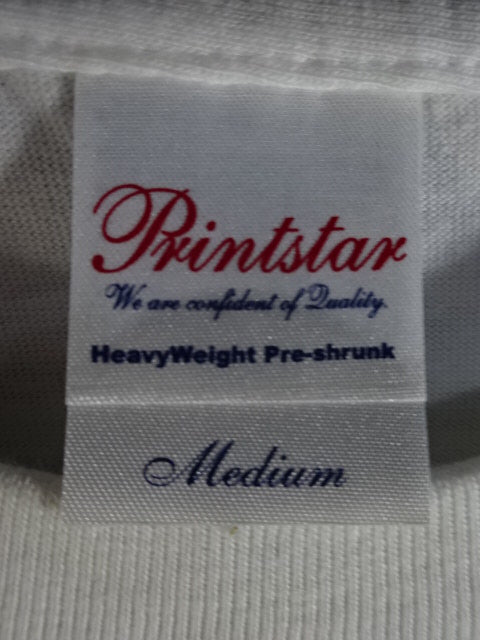 Printstar
We are confident of Quality.
HeavyWeight Pre-shrunk
Medium